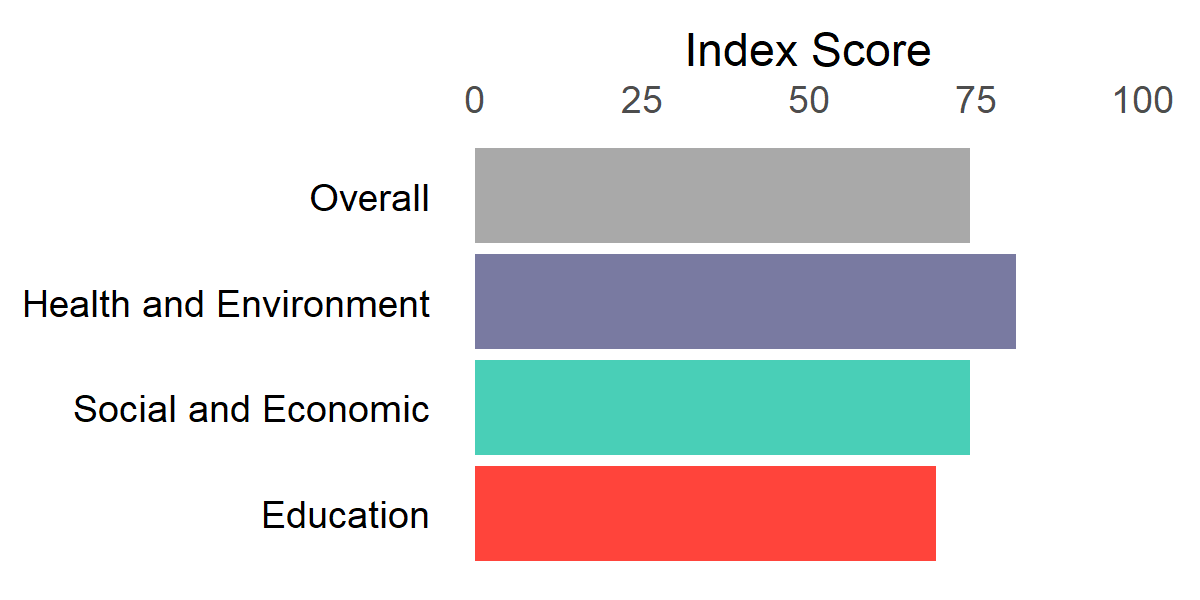 Index Score
0 25 50 75 100
Overall
Health and Environment
Social and Economic
Education